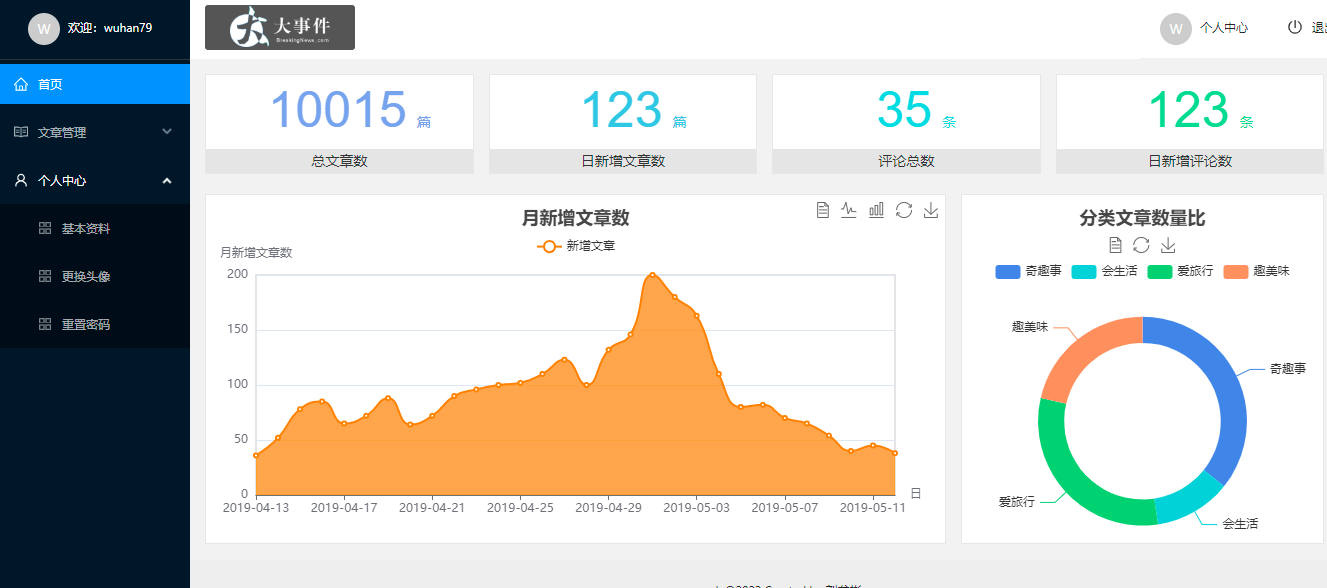 W 欢迎：wuhan79
首页
文章管理
个人中心
基本资料
更换头像
重置密码
大事件
BreakingNews_.com
W 个人中心
10015 篇
总文章数
123 篇
日新增文章数
35 条
评论总数
123 条
日新增评论数
月新增文章数
新增文章
月新增文章数
200
150
100
50
0
2019-04-13 2019-04-17 2019-04-21 2019-04-25 2019-04-29 2019-05-03 2019-05-07 2019-05-11
日
分类文章数量比
奇趣事 会生活 爱旅行 趣美味
趣美味
奇趣事
爱旅行
会生活